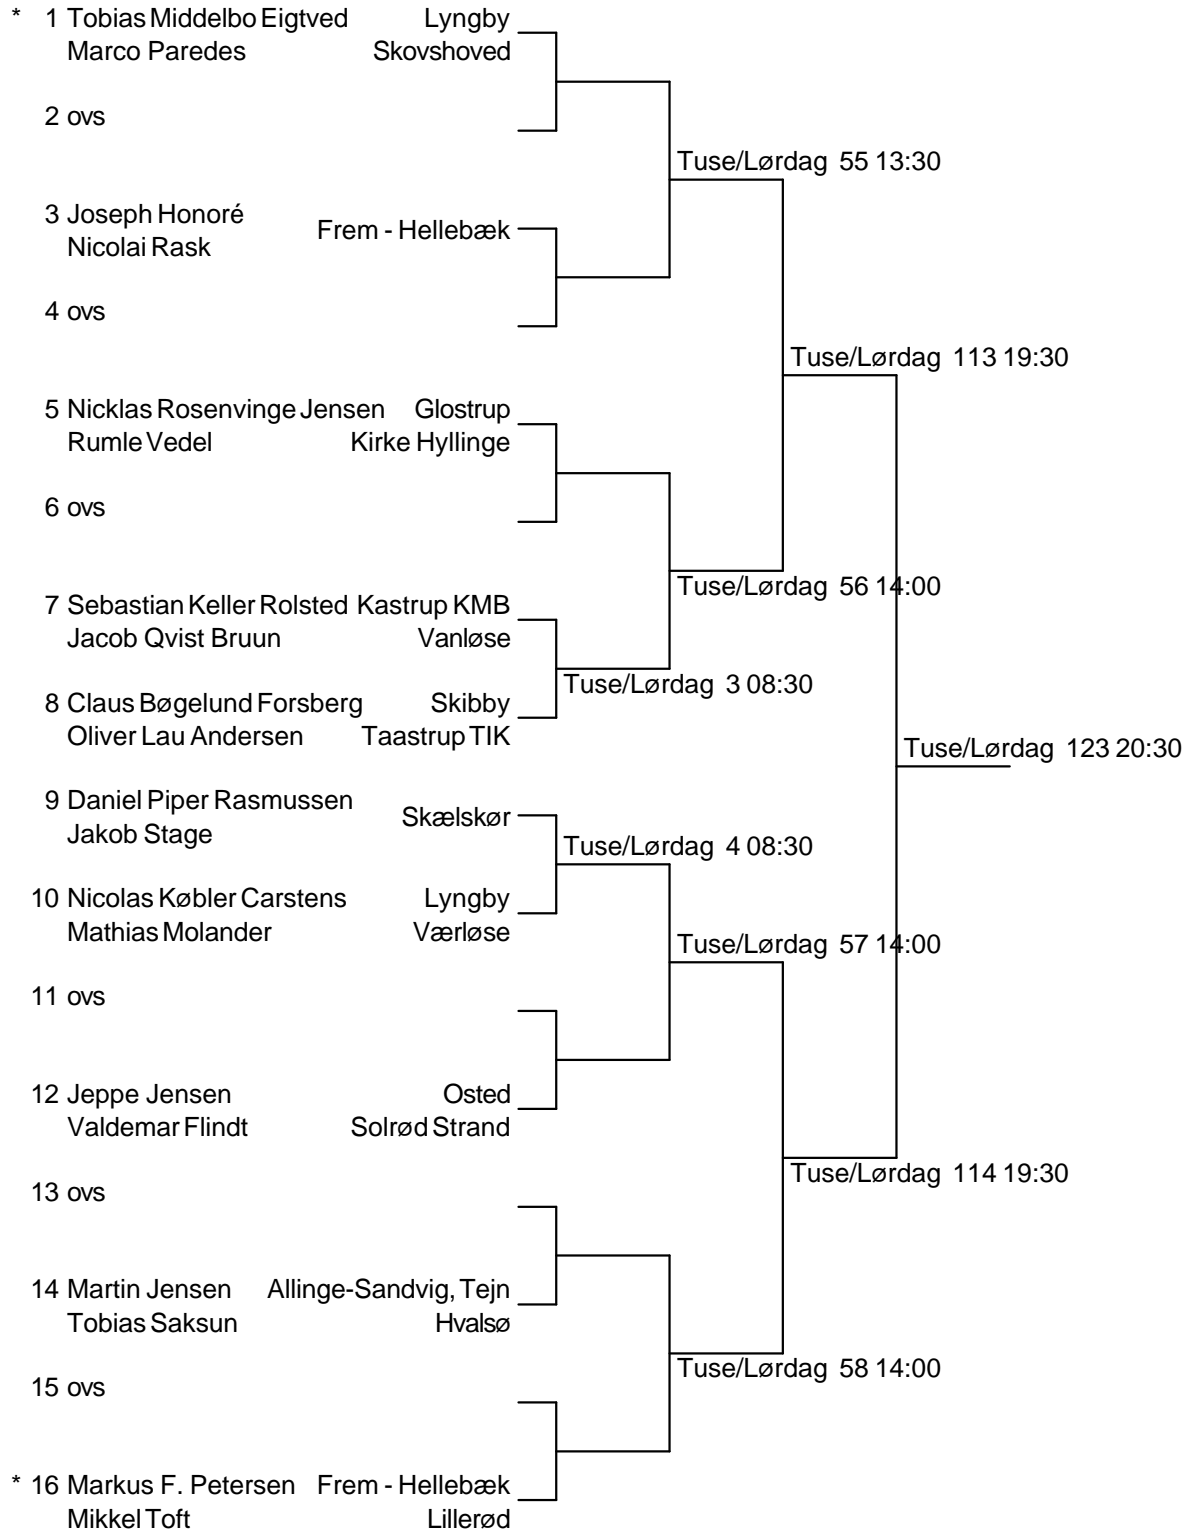 * 1 Tobias Middelbo Eigtved Lyngby
Marco Paredes Skovshoved
2 ovs
Tuse/Lørdag 55 13:30
3 Joseph Honoré
Frem - Hellebæk
Nicolai Rask
4 ovs
Tuse/Lørdag 113 19:30
5 Nicklas Rosenvinge Jensen Glostrup
Rumle Vedel Kirke Hyllinge
6 ovs
Tuse/Lørdag 56 14:00
7 Sebastian Keller Rolsted Kastrup KMB
Jacob Qvist Bruun Vanløse
Tuse/Lørdag 3 08:30
8 Claus Bøgelund Forsberg Skibby
Oliver Lau Andersen Taastrup TIK
Tuse/Lørdag 123 20:30
9 Daniel Piper Rasmussen
Skælskør
Jakob Stage
Tuse/Lørdag 4 08:30
10 Nicolas Købler Carstens Lyngby
Mathias Molander Værløse
Tuse/Lørdag 57 14:00
11 ovs
12 Jeppe Jensen Osted
Valdemar Flindt Solrød Strand
Tuse/Lørdag 114 19:30
13 ovs
14 Martin Jensen Allinge-Sandvig, Tejn
Tobias Saksun Hvalsø
Tuse/Lørdag 58 14:00
15 ovs
* 16 Markus F. Petersen Frem - Hellebæk
Mikkel Toft Lillerød